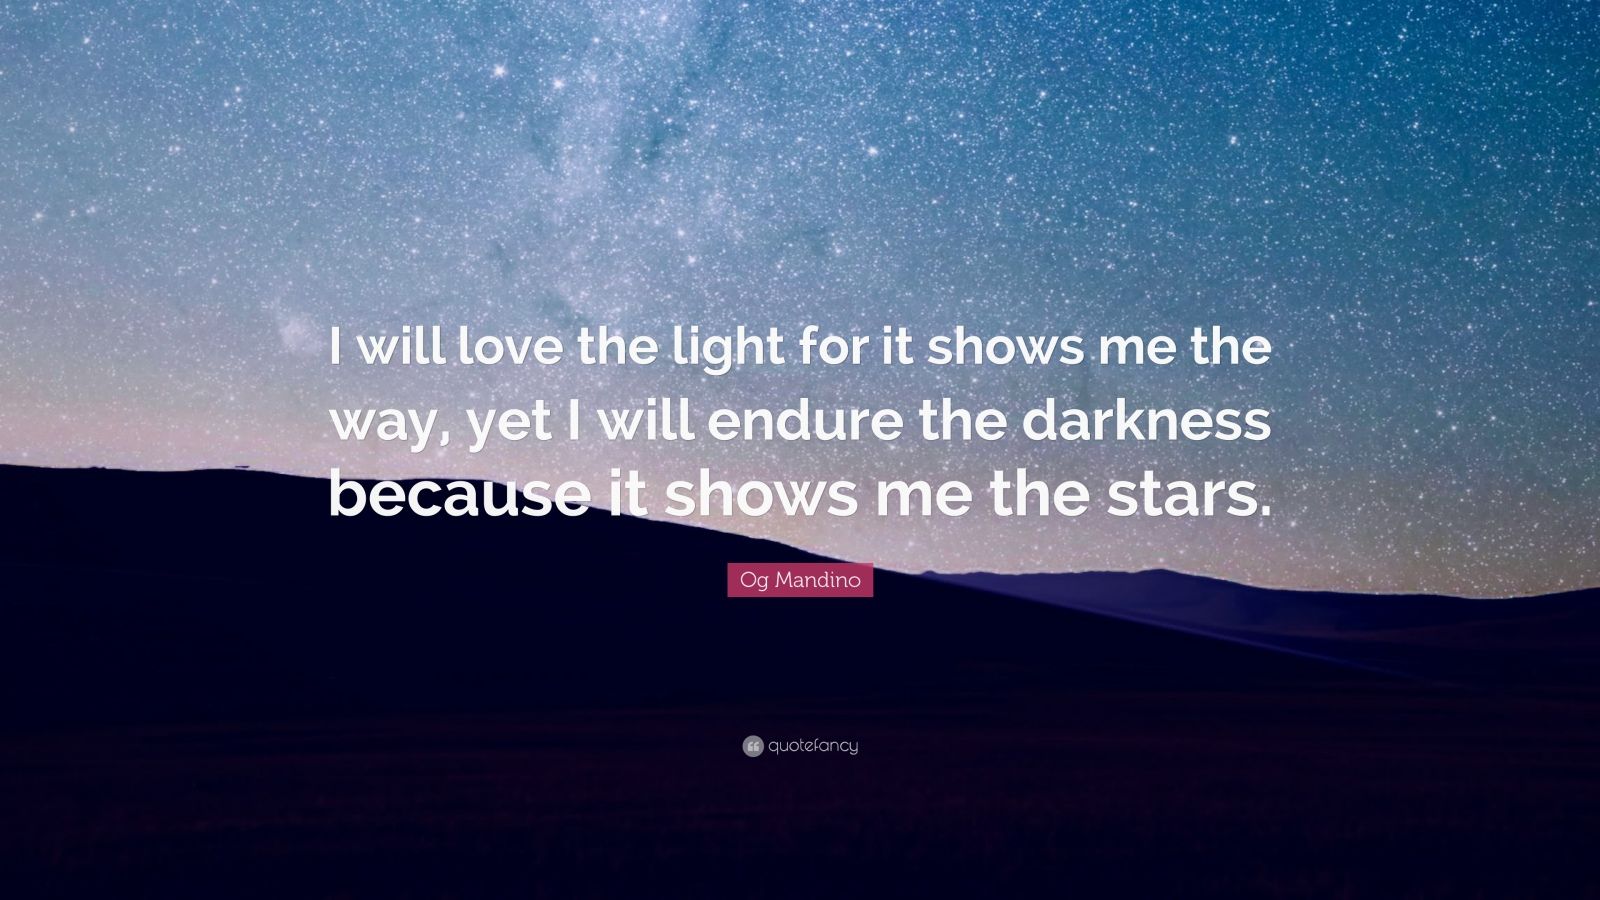 I will love the light for it shows me the
way, yet I will endure the darkness
because it shows me the stars.
Og Mandino
quotefancy